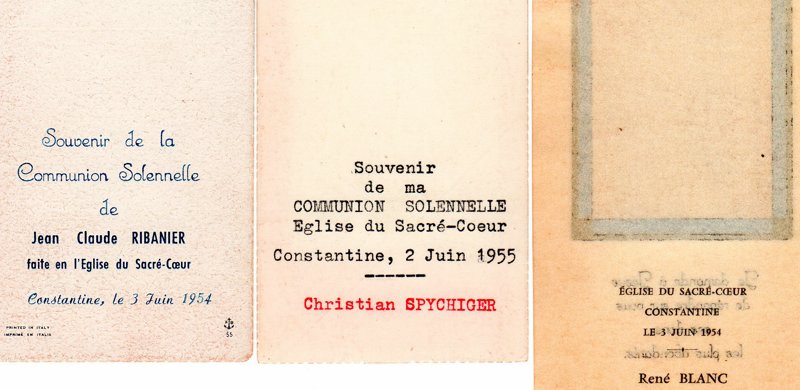 Souvenir de la
Communion Solennelle
de
Jean Claude RIBANIER
faite en l'Eglise du Sacré-Cœur
Constantine, le 3 Juin 1954
PRINTED IN ITALY
IMPRIMÉ EN ITALIE
55
Souvenir
de ma
COMMUNION SOLENNELLE
Eglise du Sacré-Coeur
Constantine, 2 Juin 1955
------
Christian SPYCHIGER
ÉGLISE DU SACRÉ-CŒUR
CONSTANTINE
LE 3 JUIN 1954
René BLANC